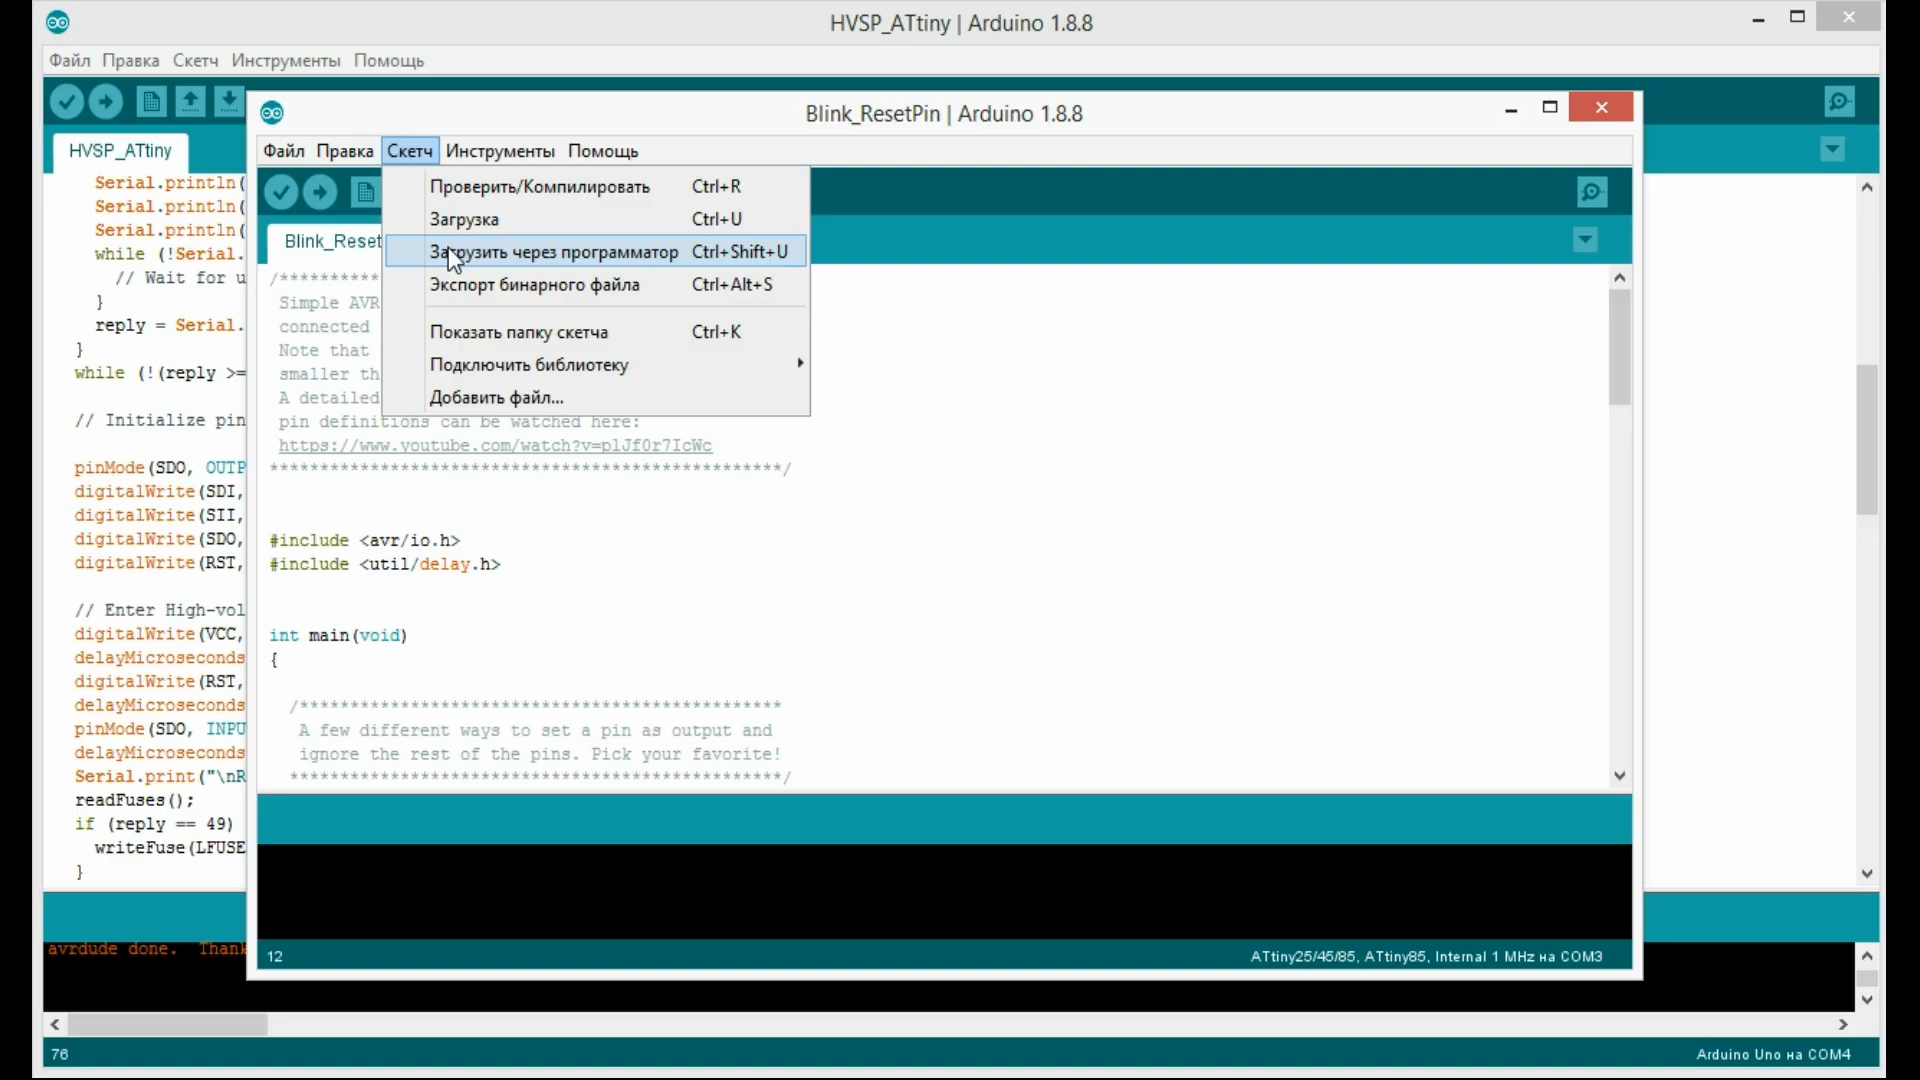 HVSP_ATtiny | Arduino 1.8.8
Файл Правка Скетч Инструменты Помощь
HVSP_ATtiny
Serial.println(
Serial.println(
Serial.println(
while (!Serial.
// Wait for u
}
reply = Serial.
}
while (!(reply >=
// Initialize pin
pinMode(SDO, OUTP
digitalWrite(SDI,
digitalWrite(SII,
digitalWrite(SDO,
digitalWrite(RST,
// Enter High-vol
digitalWrite(VCC,
delayMicroseconds
digitalWrite(RST,
delayMicroseconds
pinMode(SDO, INPU
delayMicroseconds
Serial.print("\nR
readFuses();
if (reply == 49)
writeFuse(LFUSE
}
avrdude done. Thank
76
Arduino Uno на COM4
Blink_ResetPin | Arduino 1.8.8
Файл Правка Скетч Инструменты Помощь
Проверить/Компилировать Ctrl+R
Загрузка Ctrl+U
Загрузить через программатор Ctrl+Shift+U
Экспорт бинарного файла Ctrl+Alt+S
Показать папку скетча Ctrl+K
Подключить библиотеку
Добавить файл...
Blink_Reset
/***********
Simple AVR
connected
Note that
smaller th
A detailed
pin definitions can be watched here:
https://www.youtube.com/watch?v=plJf0r7IcWc
****************************************************/
#include <avr/io.h>
#include <util/delay.h>
int main(void)
{
/************************************************
A few different ways to set a pin as output and
ignore the rest of the pins. Pick your favorite!
*************************************************/
12
ATtiny25/45/85, ATtiny85, Internal 1 MHz на COM3